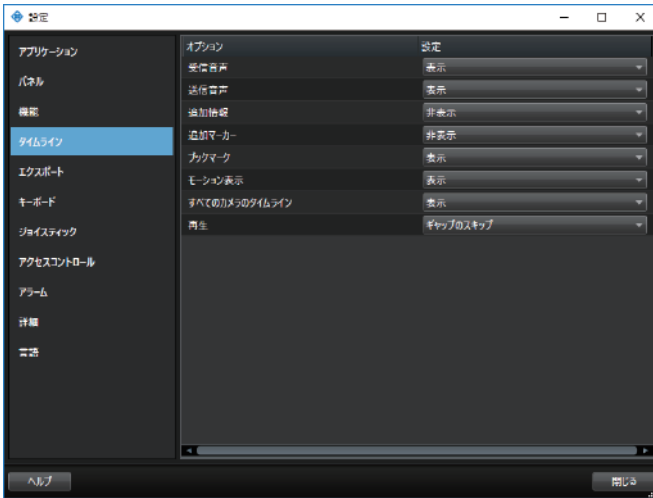 設定
アプリケーション
パネル
機能
タイムライン
エクスポート
キーボード
ジョイスティック
アクセスコントロール
アラーム
詳細
言語
オプション 設定
受信音声 表示
送信音声 表示
追加情報 非表示
追加マーカー 非表示
ブックマーク 表示
モーション表示 表示
すべてのカメラのタイムライン 表示
再生 ギャップのスキップ
ヘルプ 閉じる